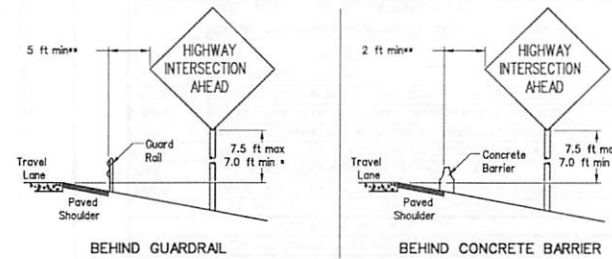 5 ft min**
HIGHWAY
INTERSECTION
AHEAD
7.5 ft max
7.0 ft min *
Guard
Rail
Travel
Lane
Paved
Shoulder
BEHIND GUARDRAIL
2 ft min**
HIGHWAY
INTERSECTION
AHEAD
7.5 ft max
7.0 ft min
Concrete
Barrier
Travel
Lane
Paved
Shoulder
BEHIND CONCRETE BARRIER